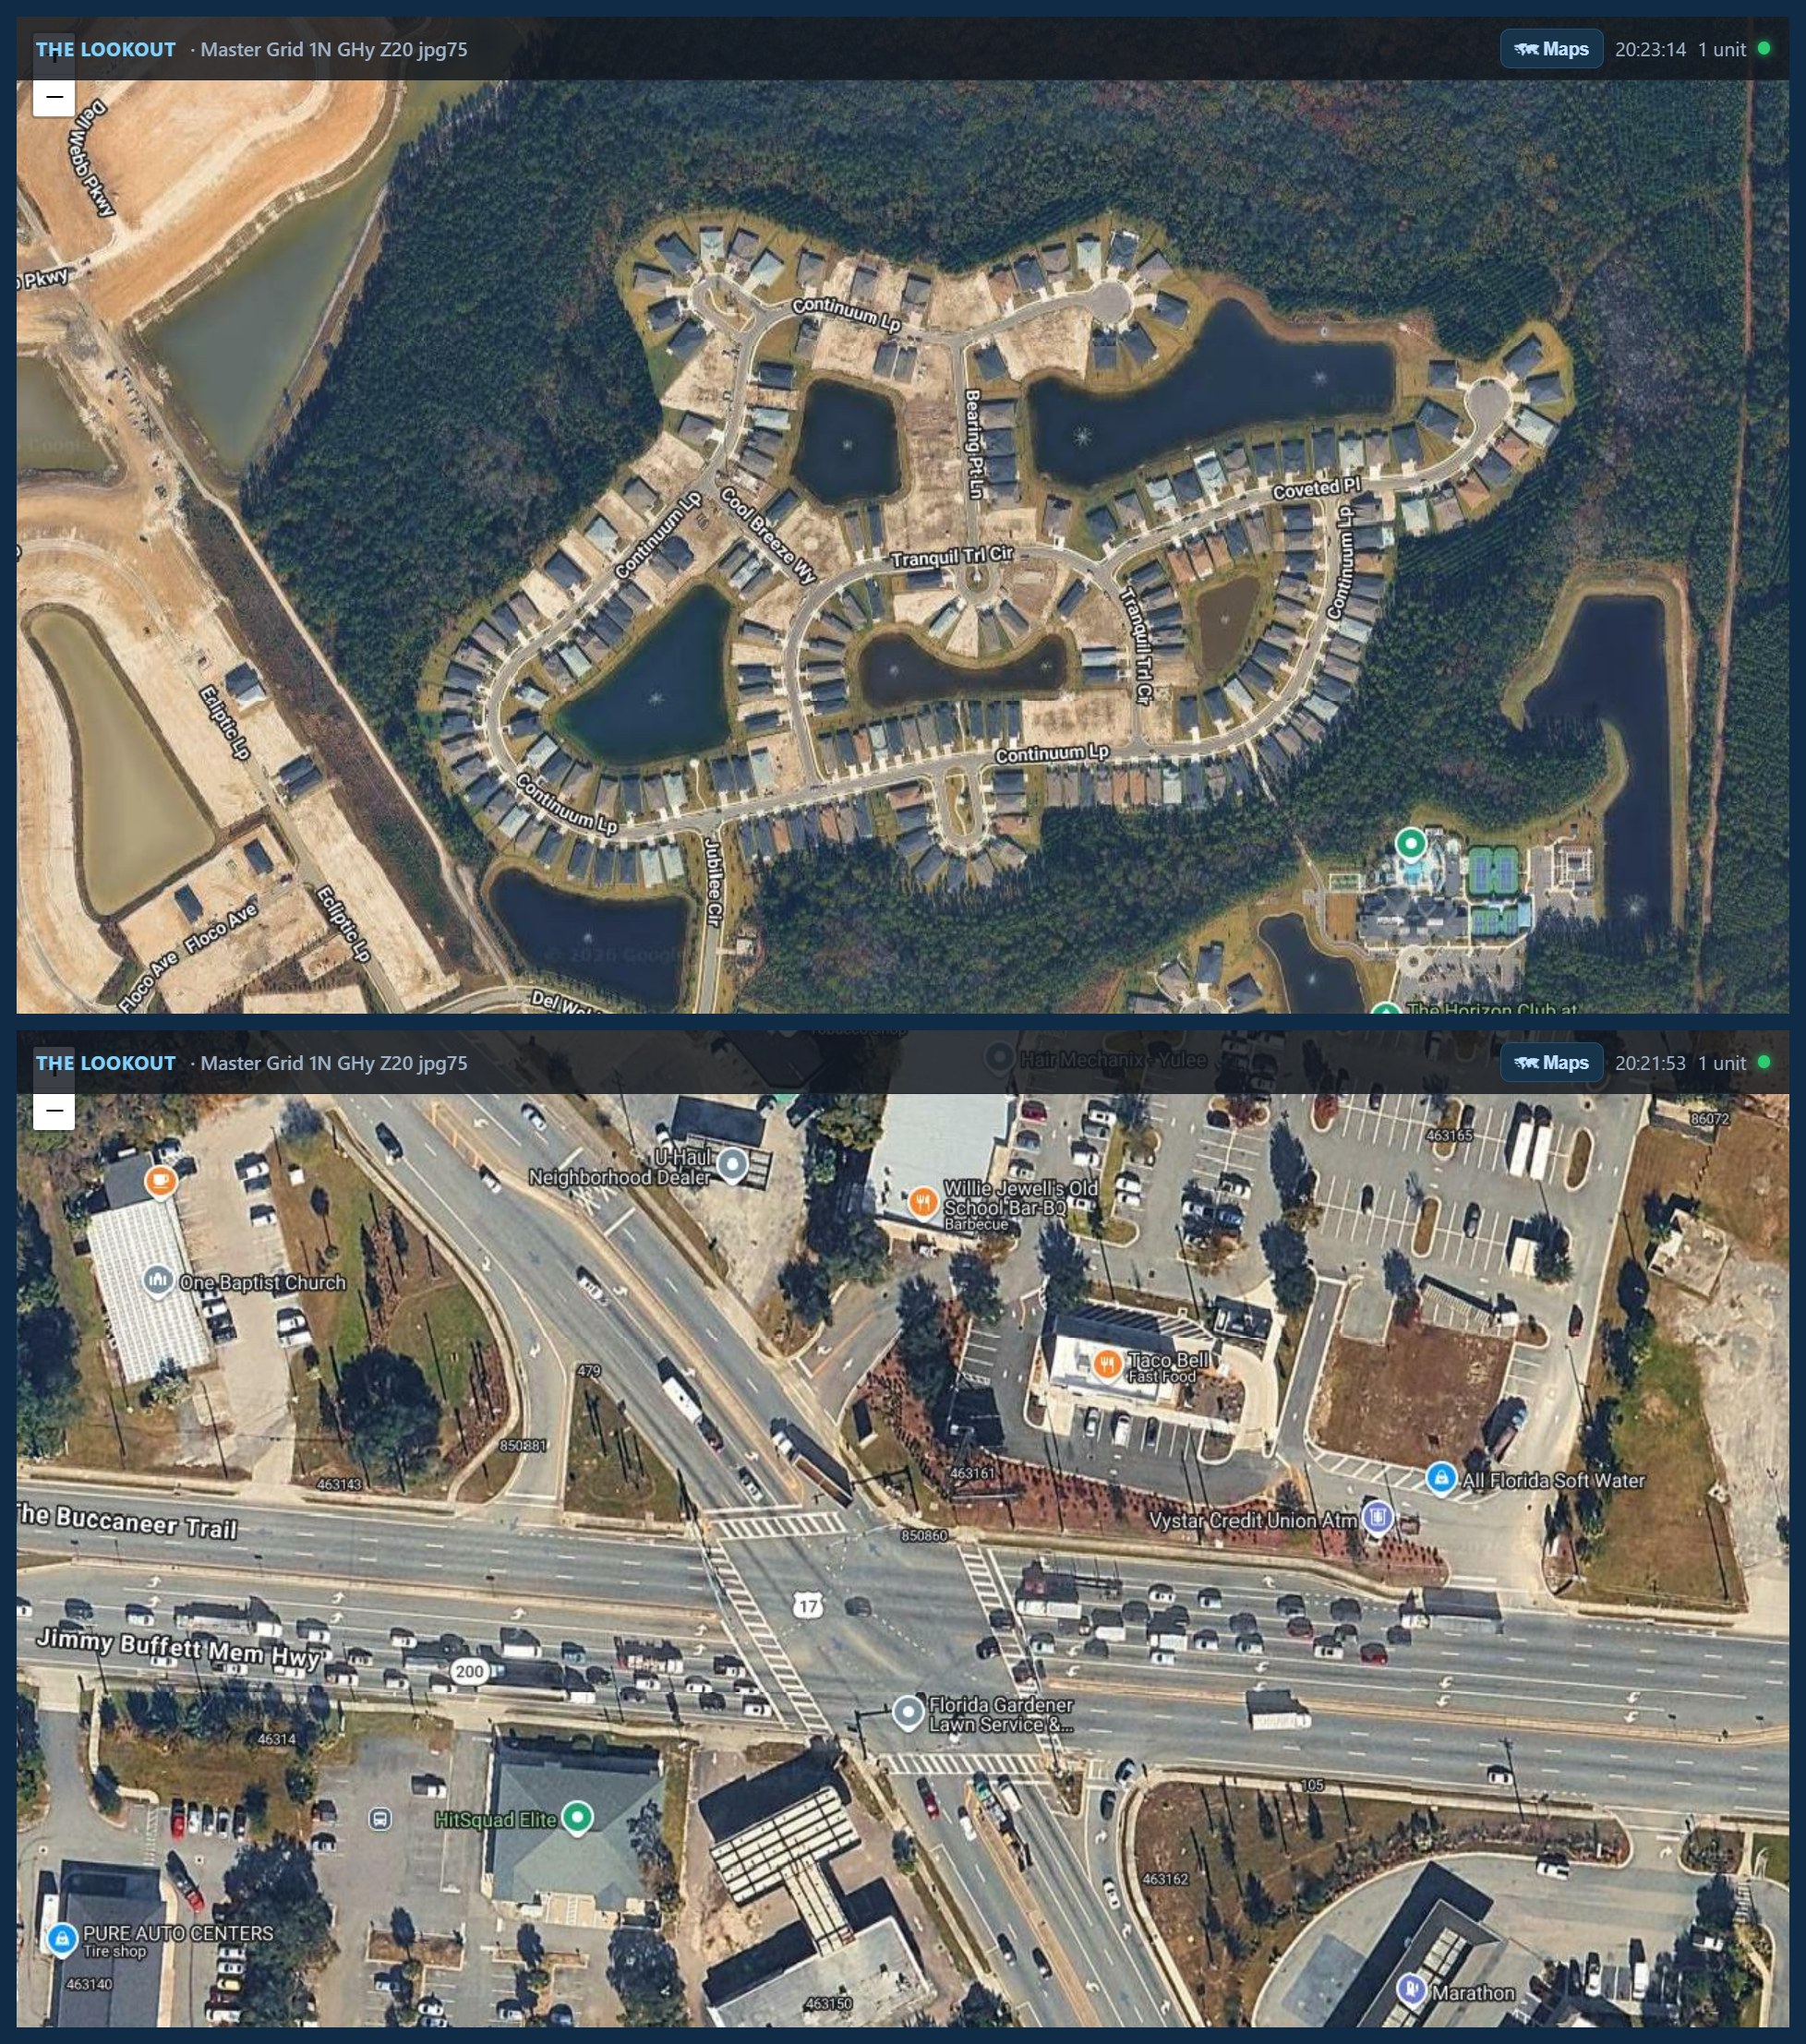 THE LOOKOUT · Master Grid 1N GHy Z20 jpg75
Maps 20:23:14 1 unit
−
Dell Webb Pkwy
Pkwy
Continuum Lp
Bearing Pt Ln
Coveted Pl
Continuum Lp
Cool Breeze Wy
Continuum Lp
Tranquil Trl Cir
Tranquil Trl Cir
Ecliptic Lp
Continuum Lp
Continuum Lp
Jubilee Cir
Ecliptic Lp
Floco Ave
Floco Ave
© 2026 Google
The Horizon Club at
THE LOOKOUT · Master Grid 1N GHy Z20 jpg75
Hair Mechanix - Yulee
Maps 20:21:53 1 unit
−
86072
463165
U-Haul
Neighborhood Dealer
Willie Jewell's Old
School Bar-BQ
Barbecue
One Baptist Church
Taco Bell
Fast Food
479
850881
463143
463161
All Florida Soft Water
Vystar Credit Union Atm
850860
The Buccaneer Trail
17
Jimmy Buffett Mem Hwy
200
Florida Gardener
Lawn Service &...
46314
105
HitSquad Elite
463162
PURE AUTO CENTERS
Tire shop
463140
463150
Marathon